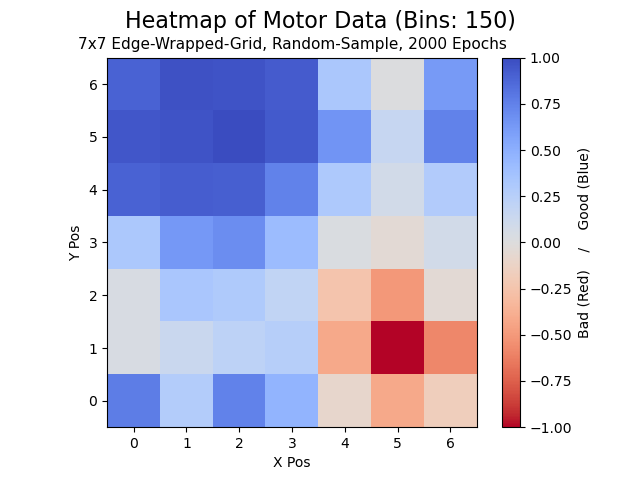 Heatmap of Motor Data (Bins: 150)
7x7 Edge-Wrapped-Grid, Random-Sample, 2000 Epochs
6
5
4
3
2
1
0
Y Pos
0 1 2 3 4 5 6
X Pos
1.00
0.75
0.50
0.25
0.00
−0.25
−0.50
−0.75
−1.00
Bad (Red) / Good (Blue)